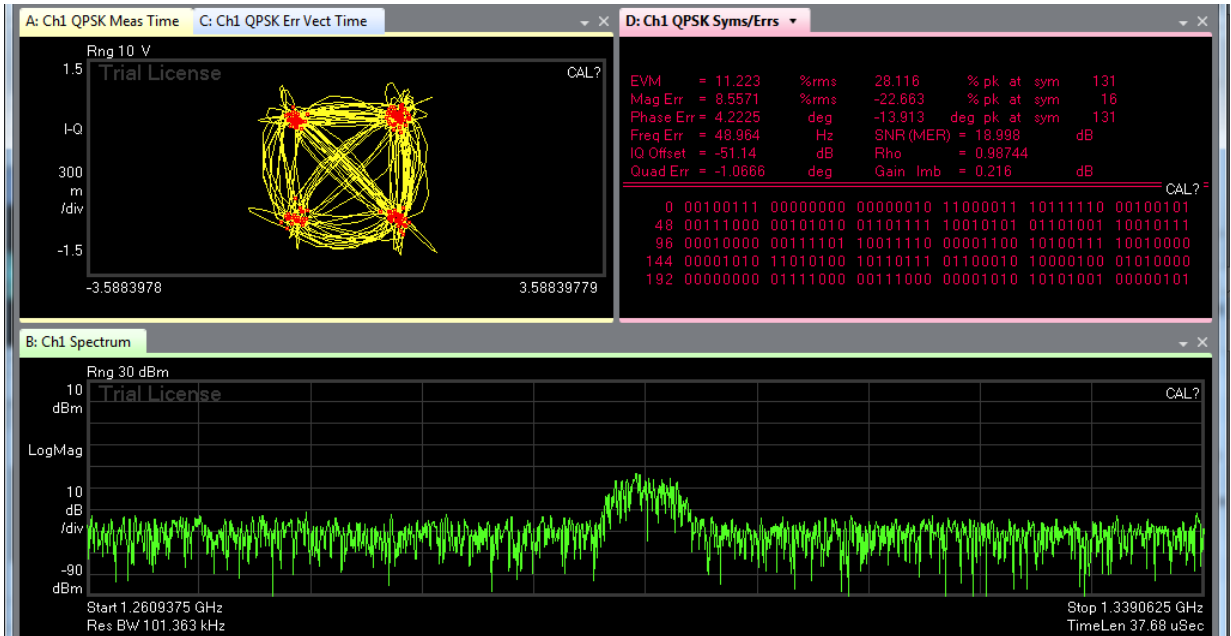 A: Ch1 QPSK Meas Time C: Ch1 QPSK Err Vect Time
Rng 10 V
1.5
Trial License
CAL?
I-Q
300
m
/div
-1.5
-3.5883978 3.58839779
D: Ch1 QPSK Syms/Errs
EVM = 11.223 %rms 28.116 % pk at sym 131
Mag Err = 8.5571 %rms -22.663 % pk at sym 16
Phase Err = 4.2225 deg -13.913 deg pk at sym 131
Freq Err = 48.964 Hz SNR(MER) = 18.998 dB
IQ Offset = -51.14 dB Rho = 0.98744
Quad Err = -1.0666 deg Gain Imb = 0.216 dB
CAL?
0 00100111 00000000 00000010 11000011 10111110 00100101
48 00111000 00101010 01101111 10010101 01101001 10010111
96 00010000 00111101 10011110 00001100 10100111 10010000
144 00001010 11010100 10110111 01100010 10000100 01010000
192 00000000 01111000 00111000 00001010 10101001 00000101
B: Ch1 Spectrum
Rng 30 dBm
10
dBm
Trial License
CAL?
LogMag
10
dB
/div
-90
dBm
Start 1.2609375 GHz Stop 1.3390625 GHz
Res BW 101.363 kHz TimeLen 37.68 uSec